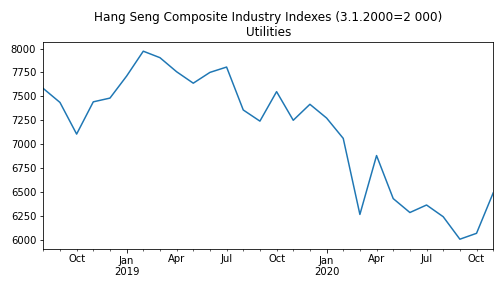 Hang Seng Composite Industry Indexes (3.1.2000=2 000)
Utilities
8000
7750
7500
7250
7000
6750
6500
6250
6000
Oct
Jan
2019
Apr
Jul
Oct
Jan
2020
Apr
Jul
Oct